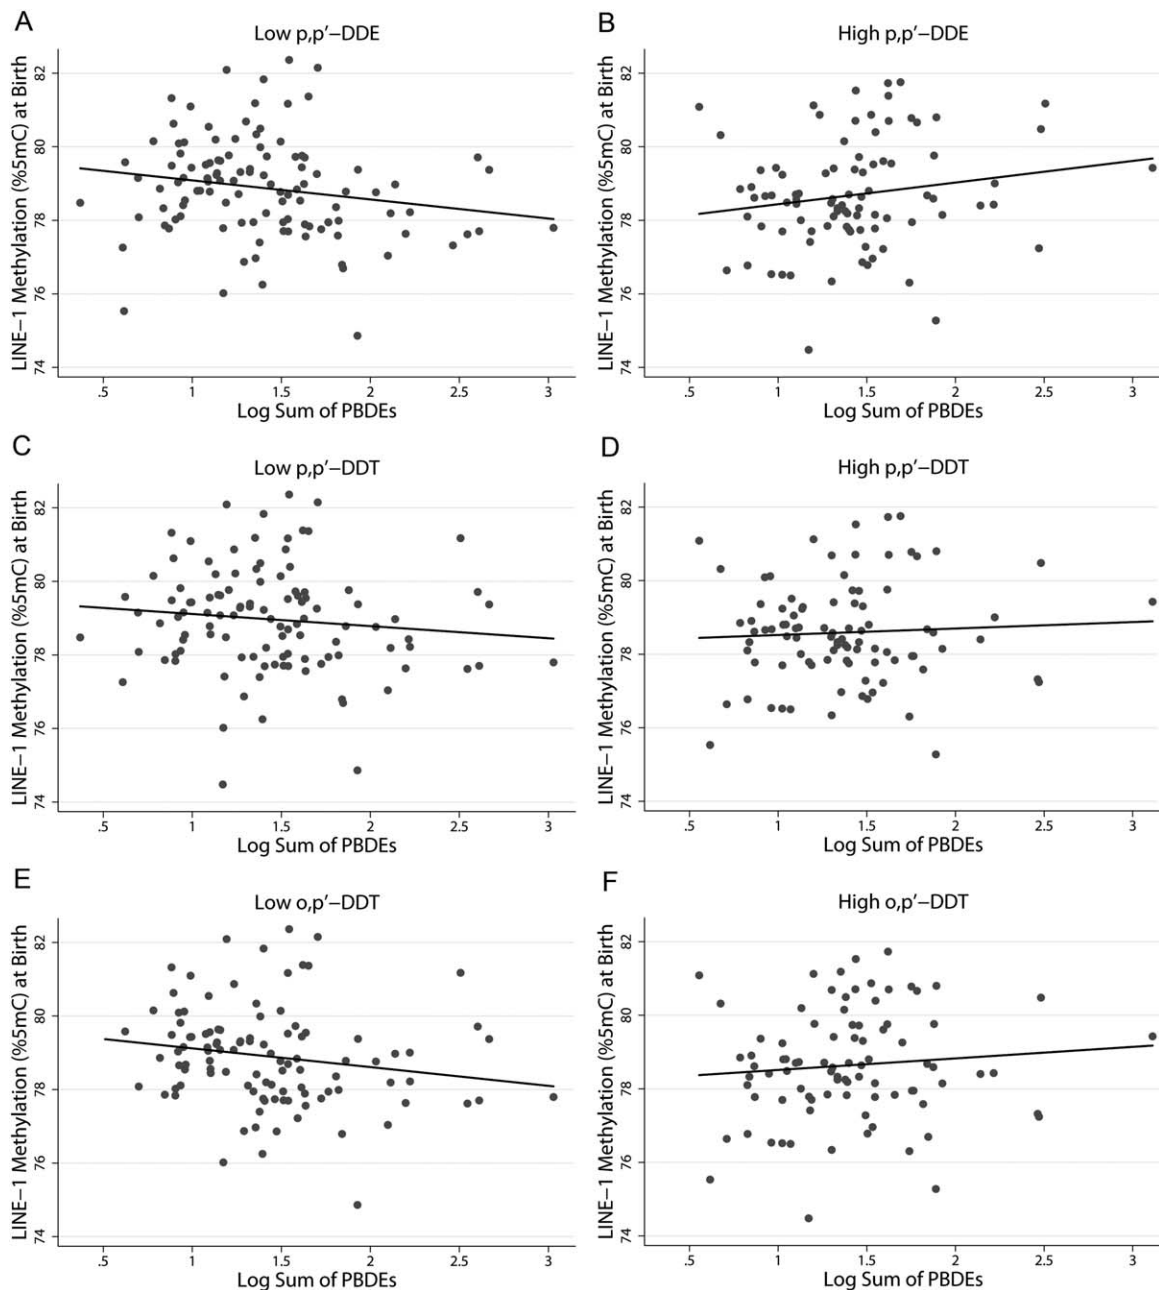 A
Low p,p′−DDE
LINE−1 Methylation (%5mC) at Birth
82
80
78
76
74
.5 1 1.5 2 2.5 3
Log Sum of PBDEs
B
High p,p′−DDE
LINE−1 Methylation (%5mC) at Birth
82
80
78
76
74
.5 1 1.5 2 2.5 3
Log Sum of PBDEs
C
Low p,p′−DDT
LINE−1 Methylation (%5mC) at Birth
82
80
78
76
74
.5 1 1.5 2 2.5 3
Log Sum of PBDEs
D
High p,p′−DDT
LINE−1 Methylation (%5mC) at Birth
82
80
78
76
74
.5 1 1.5 2 2.5 3
Log Sum of PBDEs
E
Low o,p′−DDT
LINE−1 Methylation (%5mC) at Birth
82
80
78
76
74
.5 1 1.5 2 2.5 3
Log Sum of PBDEs
F
High o,p′−DDT
LINE−1 Methylation (%5mC) at Birth
82
80
78
76
74
.5 1 1.5 2 2.5 3
Log Sum of PBDEs